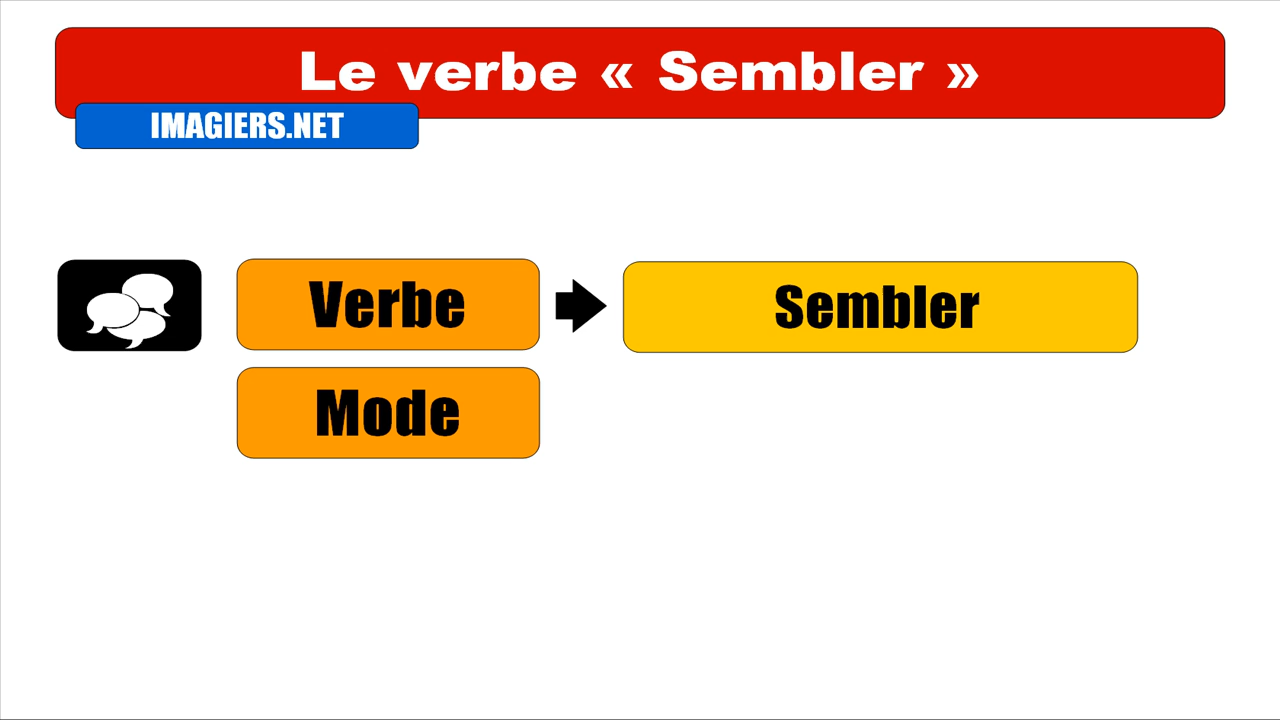 Le verbe « Sembler »
IMAGIERS.NET
Verbe
Sembler
Mode